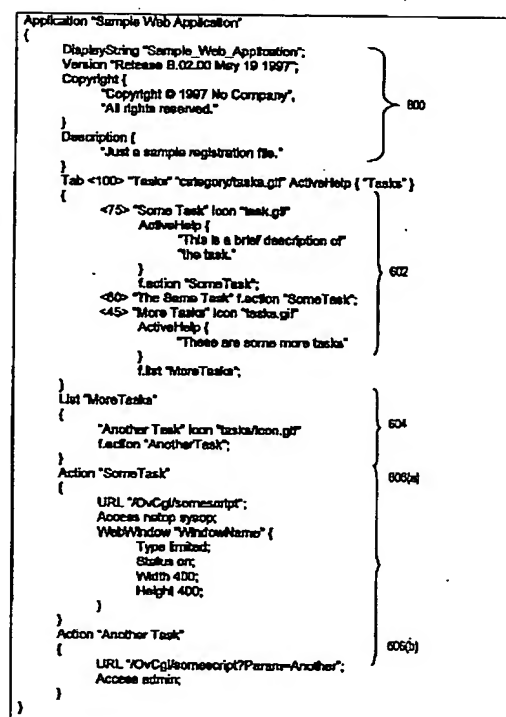 Application "Sample Web Application"
{
DisplayString "Sample_Web_Application";
Version "Release B.02.00 May 19 1997";
Copyright {
"Copyright © 1997 No Company",
"All rights reserved."
}
Description {
"Just a sample registration file."
}
Tab <100> "Tasks" "category/tasks.gif" ActiveHelp { "Tasks" }
{
<75> "Some Task" Icon "task.gif"
ActiveHelp {
"This is a brief description of"
"the task."
}
f.action "SomeTask";
<60> "The Same Task" f.action "SomeTask";
<45> "More Tasks" Icon "tasks.gif"
ActiveHelp {
"These are some more tasks"
}
f.list "MoreTasks";
}
List "MoreTasks"
{
"Another Task" Icon "tasks/icon.gif"
f.action "AnotherTask";
}
Action "SomeTask"
{
URL "/OvCgi/somescript";
Access netop sysop;
WebWindow "WindowName" {
Type limited;
Status on;
Width 400;
Height 400;
}
}
Action "Another Task"
{
URL "/OvCgi/somescript?Param=Another";
Access admin;
}
}
600
602
604
606(a)
606(b)